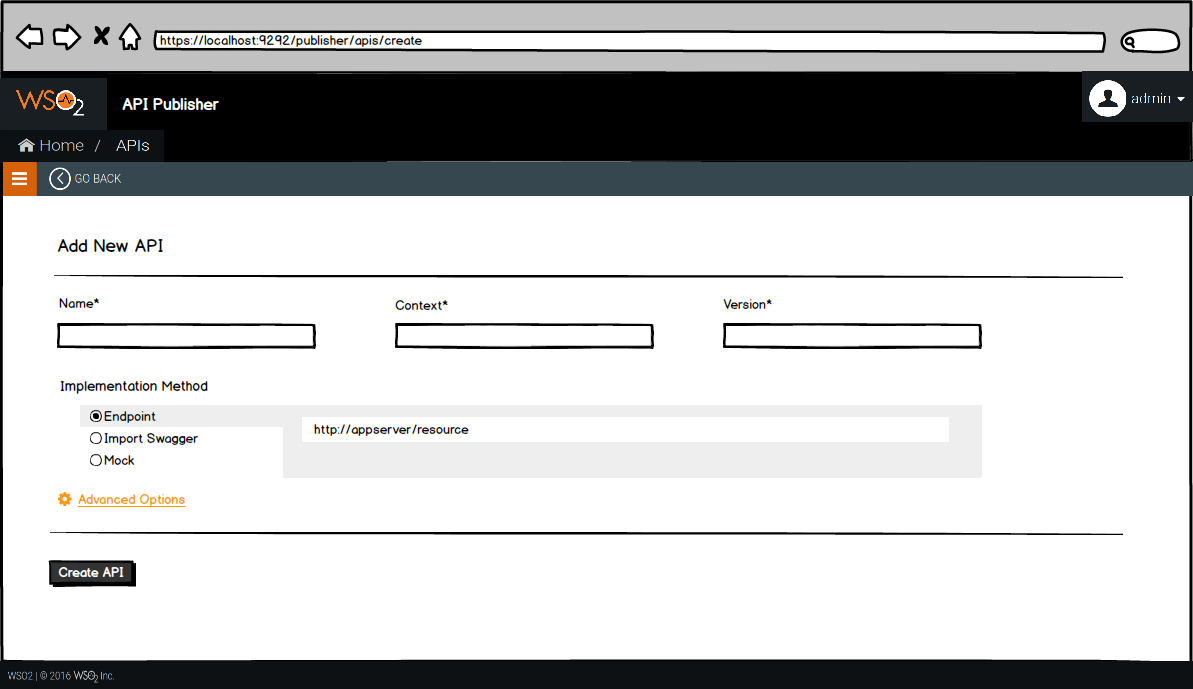 https://localhost:9292/publisher/apis/create
WSO2
API Publisher
admin
Home / APIs
GO BACK
Add New API
Name*
Context*
Version*
Implementation Method
Endpoint
http://appserver/resource
Import Swagger
Mock
Advanced Options
Create API
WSO2 | © 2016 WSO2 Inc.